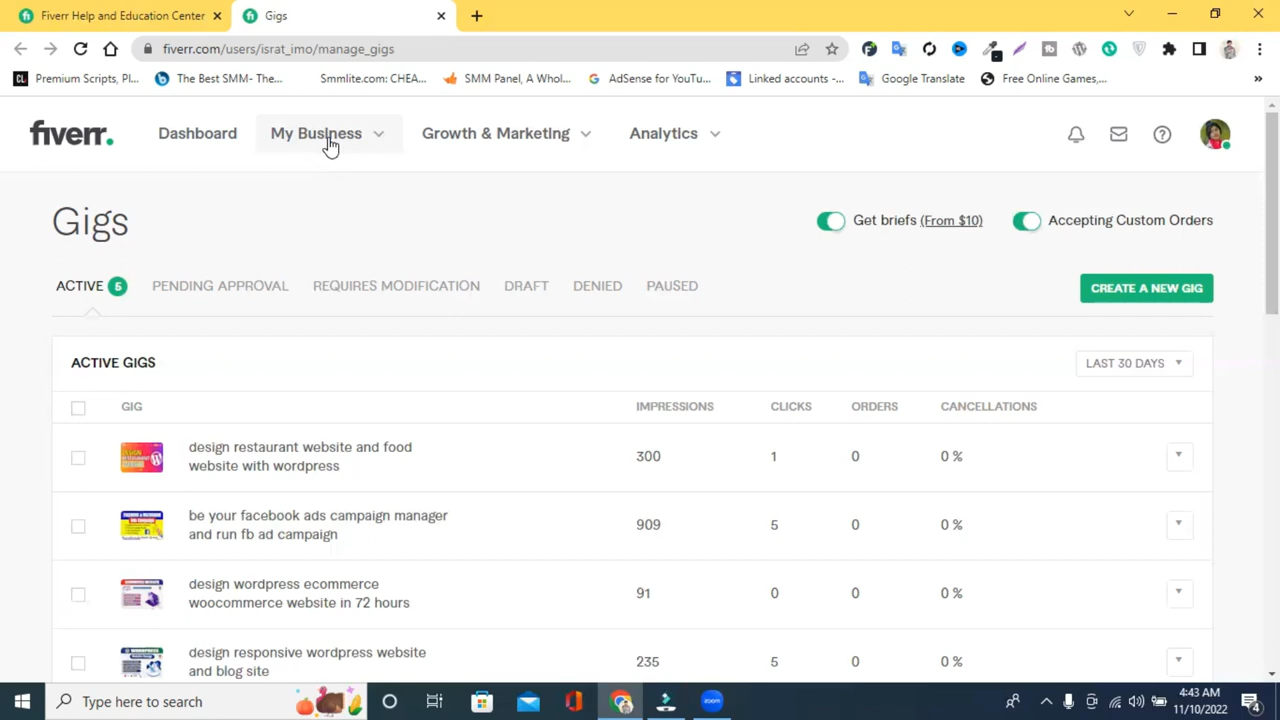 Fiverr Help and Education Center
Gigs
fiverr.com/users/israt_imo/manage_gigs
Premium Scripts, Pl...
The Best SMM- The...
Smmlite.com: CHEA...
SMM Panel, A Whol...
AdSense for YouTu...
Linked accounts -...
Google Translate
Free Online Games,...
fiverr.
Dashboard
My Business
Growth & Marketing
Analytics
Gigs
Get briefs (From $10)
Accepting Custom Orders
ACTIVE 5
PENDING APPROVAL
REQUIRES MODIFICATION
DRAFT
DENIED
PAUSED
CREATE A NEW GIG
ACTIVE GIGS
LAST 30 DAYS
GIG IMPRESSIONS CLICKS ORDERS CANCELLATIONS
design restaurant website and food
website with wordpress
300 1 0 0 %
be your facebook ads campaign manager
and run fb ad campaign
909 5 0 0 %
design wordpress ecommerce
woocommerce website in 72 hours
91 0 0 0 %
design responsive wordpress website
and blog site
235 5 0 0 %
Type here to search
zoom
4:43 AM
11/10/2022
4